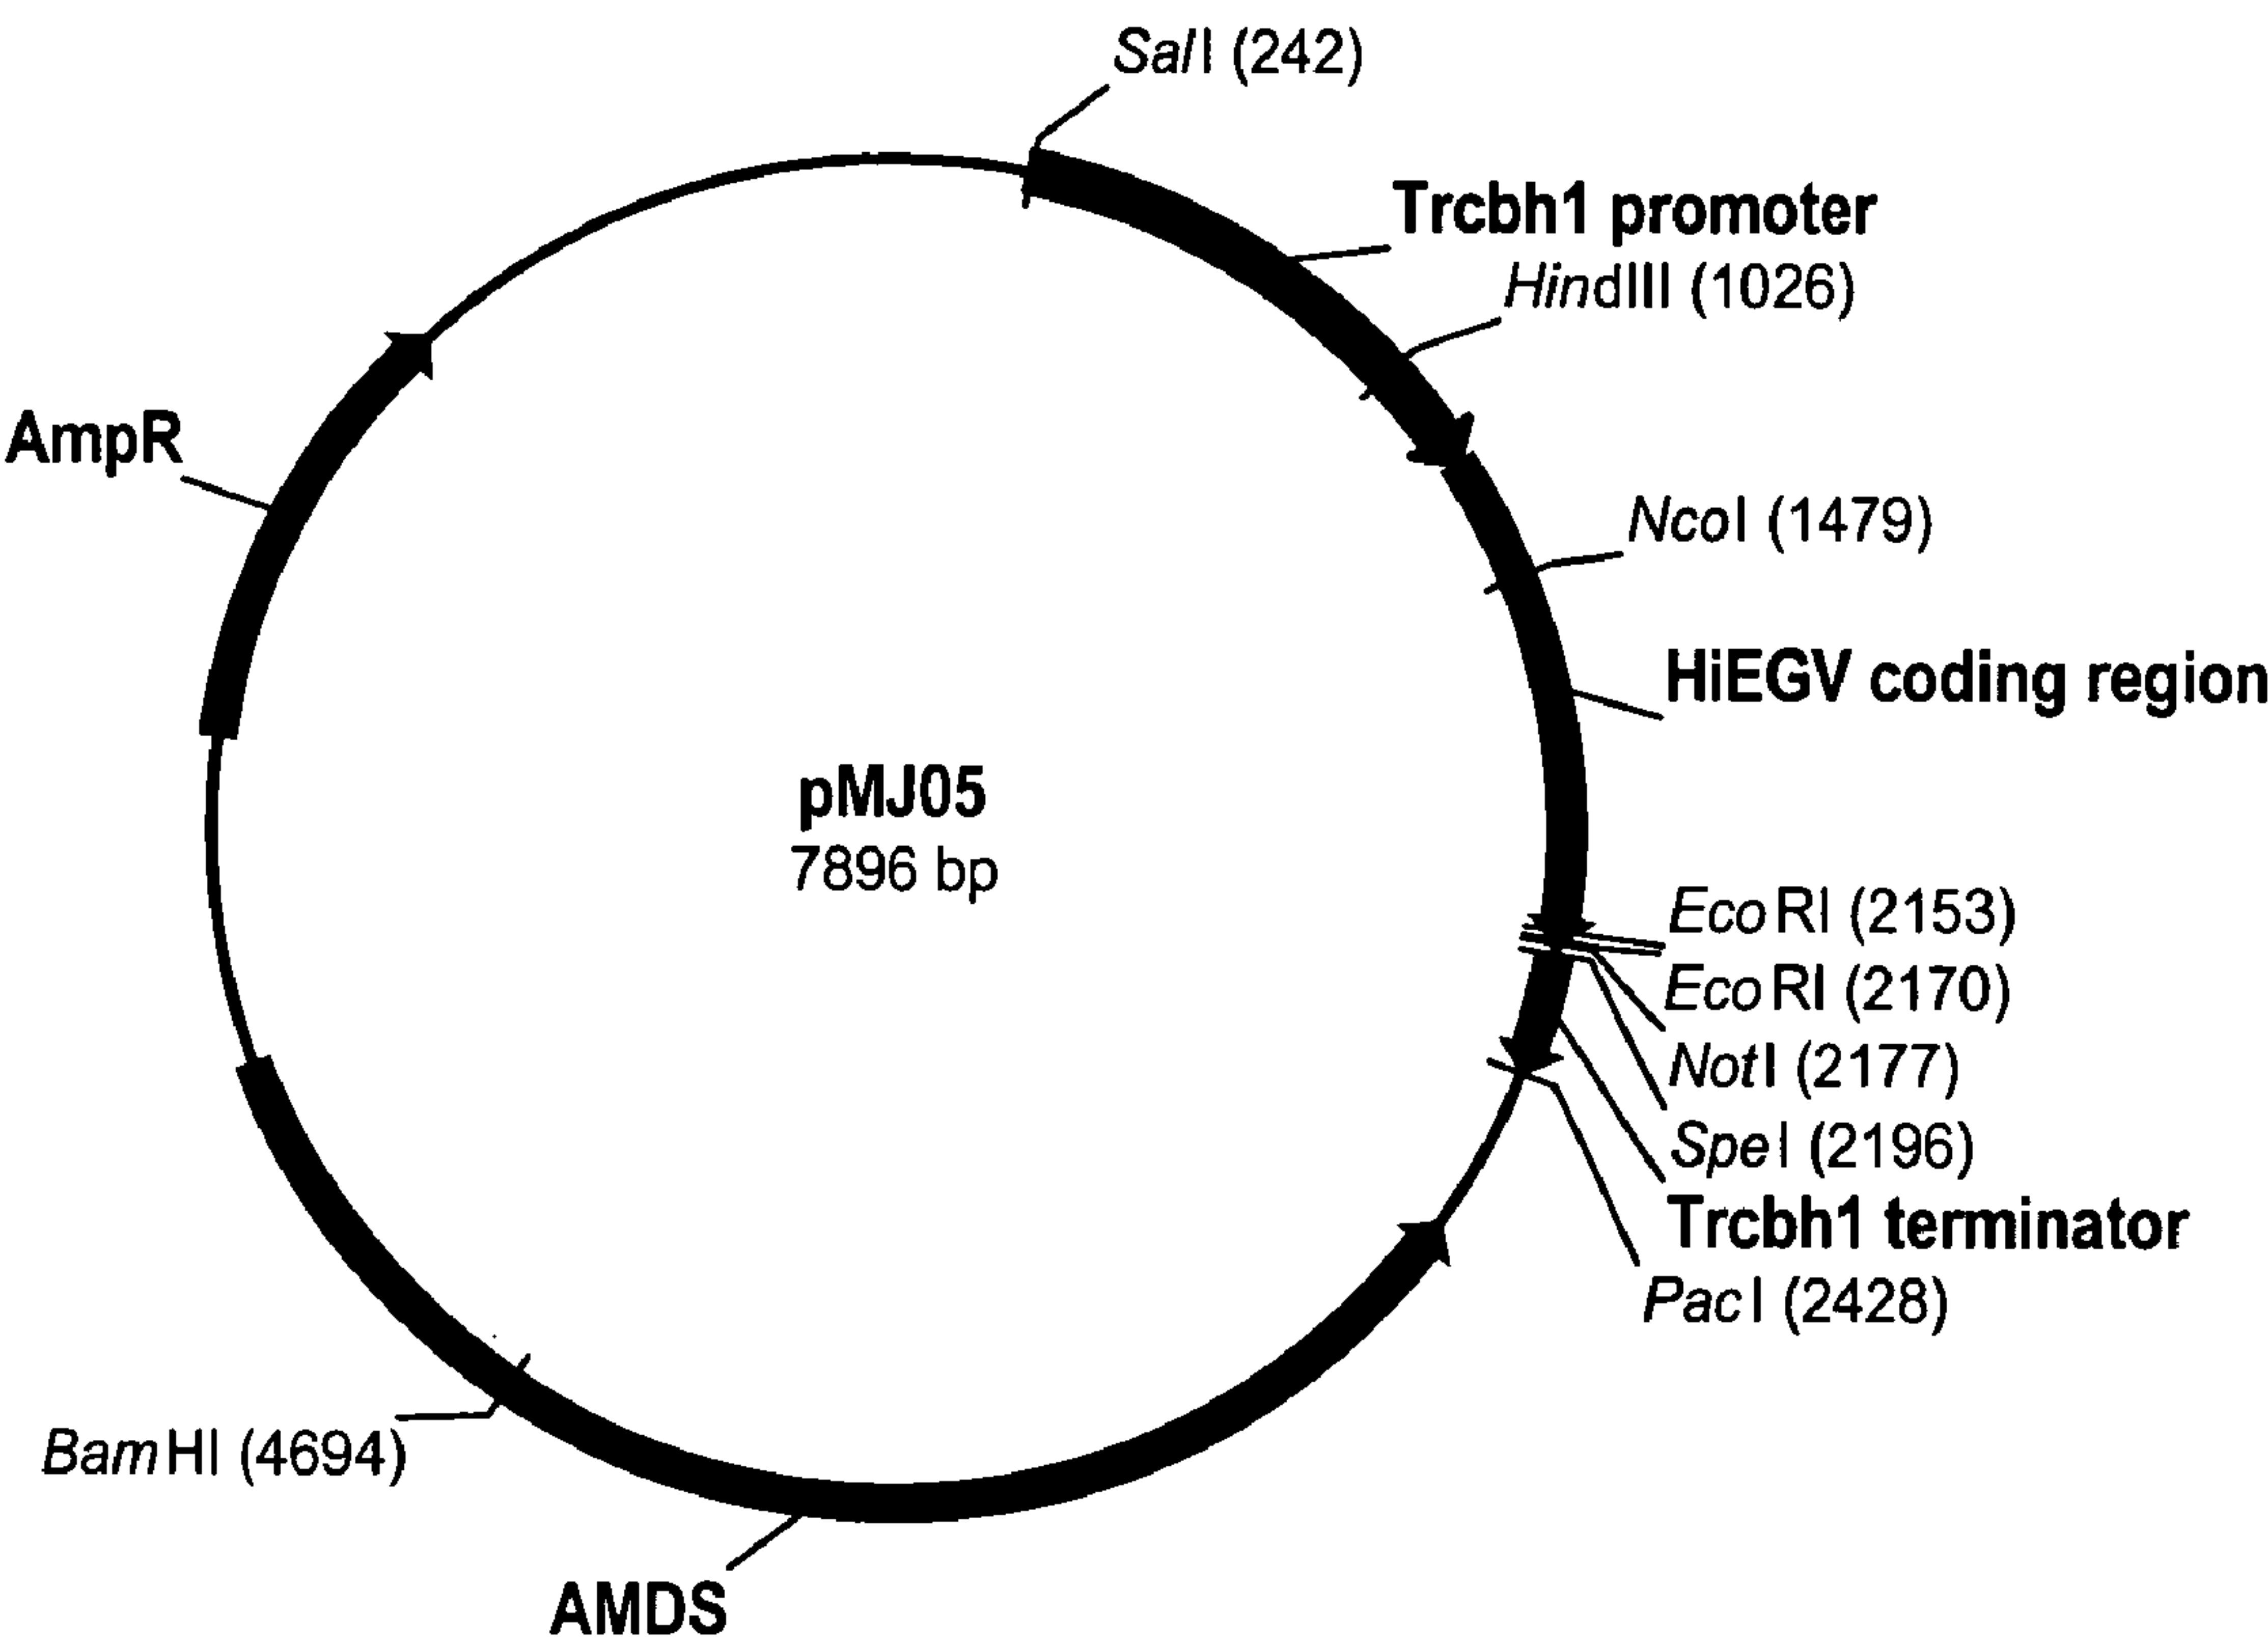 SalI (242)
Trcbh1 promoter
HindIII (1026)
AmpR
NcoI (1479)
HiEGV coding region
pMJ05
7896 bp
EcoRI (2153)
EcoRI (2170)
NotI (2177)
SpeI (2196)
Trcbh1 terminator
PacI (2428)
BamHI (4694)
AMDS